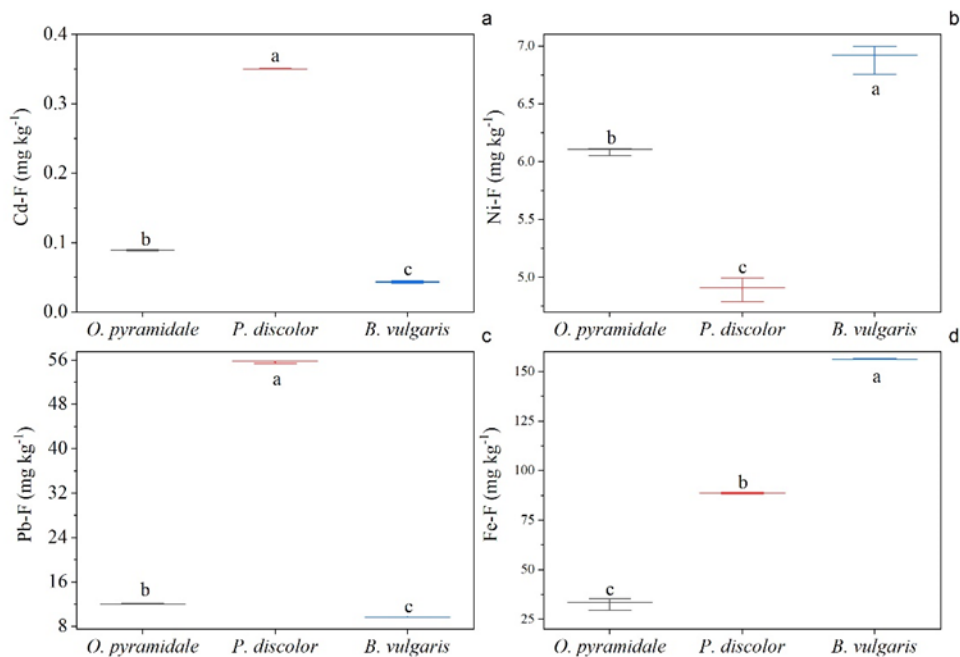 a
Cd-F (mg kg⁻¹)
0.4
0.3
0.2
0.1
0.0
b
a
c
O. pyramidale
P. discolor
B. vulgaris
b
Ni-F (mg kg⁻¹)
7.0
6.5
6.0
5.5
5.0
b
c
a
O. pyramidale
P. discolor
B. vulgaris
c
Pb-F (mg kg⁻¹)
56
48
40
32
24
16
8
b
a
c
O. pyramidale
P. discolor
B. vulgaris
d
Fe-F (mg kg⁻¹)
150
125
100
75
50
25
c
b
a
O. pyramidale
P. discolor
B. vulgaris